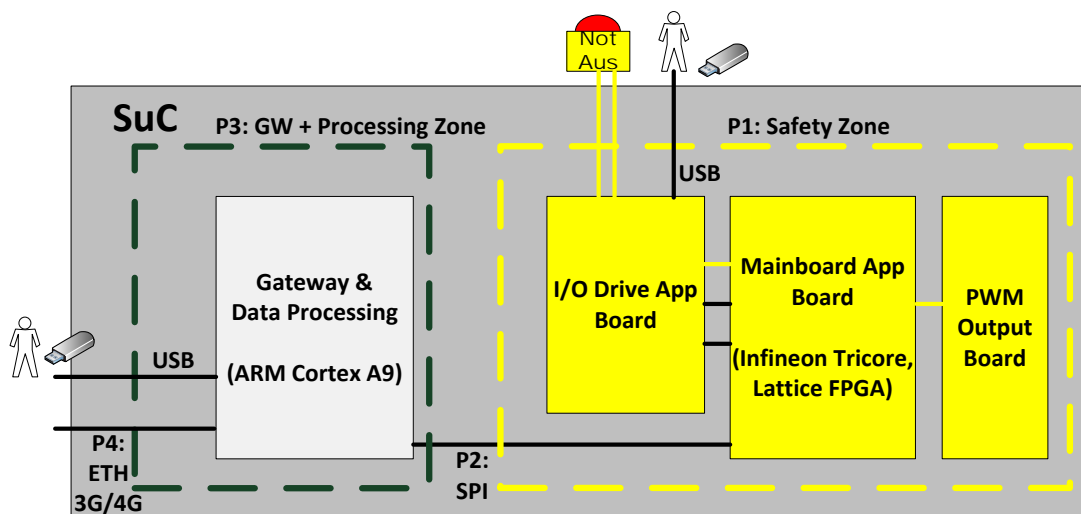 Not
Aus
SuC
P3: GW + Processing Zone
P1: Safety Zone
USB
Gateway &
Data Processing
(ARM Cortex A9)
I/O Drive App
Board
Mainboard App
Board
(Infineon Tricore,
Lattice FPGA)
PWM
Output
Board
USB
P4:
ETH
3G/4G
P2:
SPI